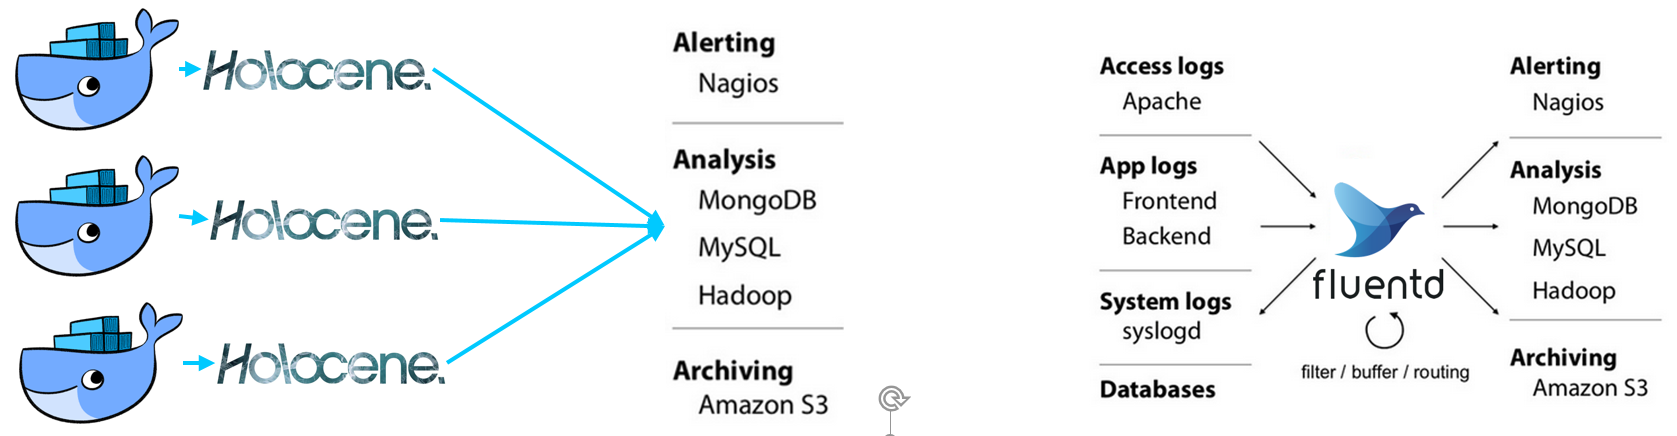 Holocene.
Holocene.
Holocene.
Alerting
Nagios
Analysis
MongoDB
MySQL
Hadoop
Archiving
Amazon S3
Access logs
Apache
App logs
Frontend
Backend
System logs
syslogd
Databases
fluentd
filter / buffer / routing
Alerting
Nagios
Analysis
MongoDB
MySQL
Hadoop
Archiving
Amazon S3